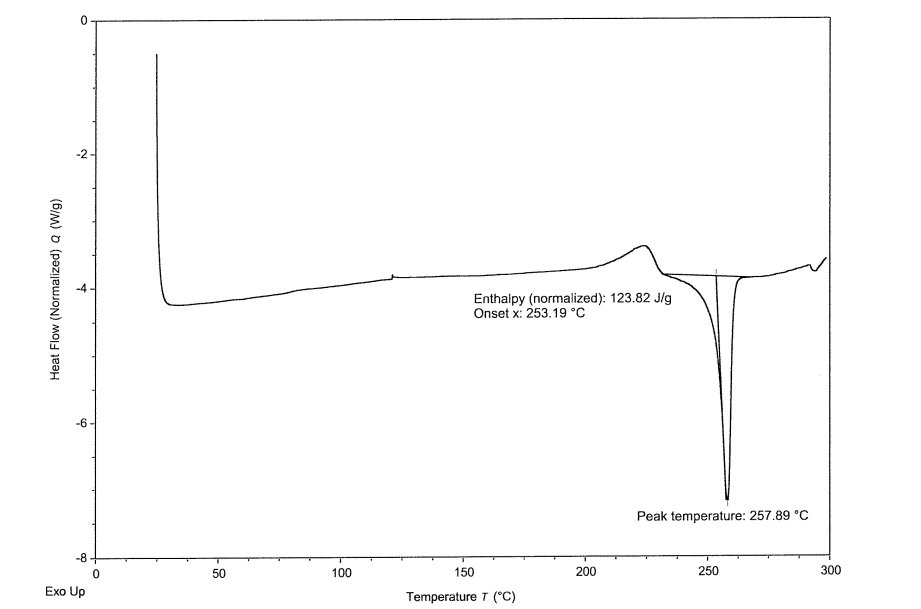 0
-2
-4
-6
-8
Heat Flow (Normalized) Q (W/g)
Enthalpy (normalized): 123.82 J/g
Onset x: 253.19 °C
Peak temperature: 257.89 °C
0 50 100 150 200 250 300
Exo Up
Temperature T (°C)